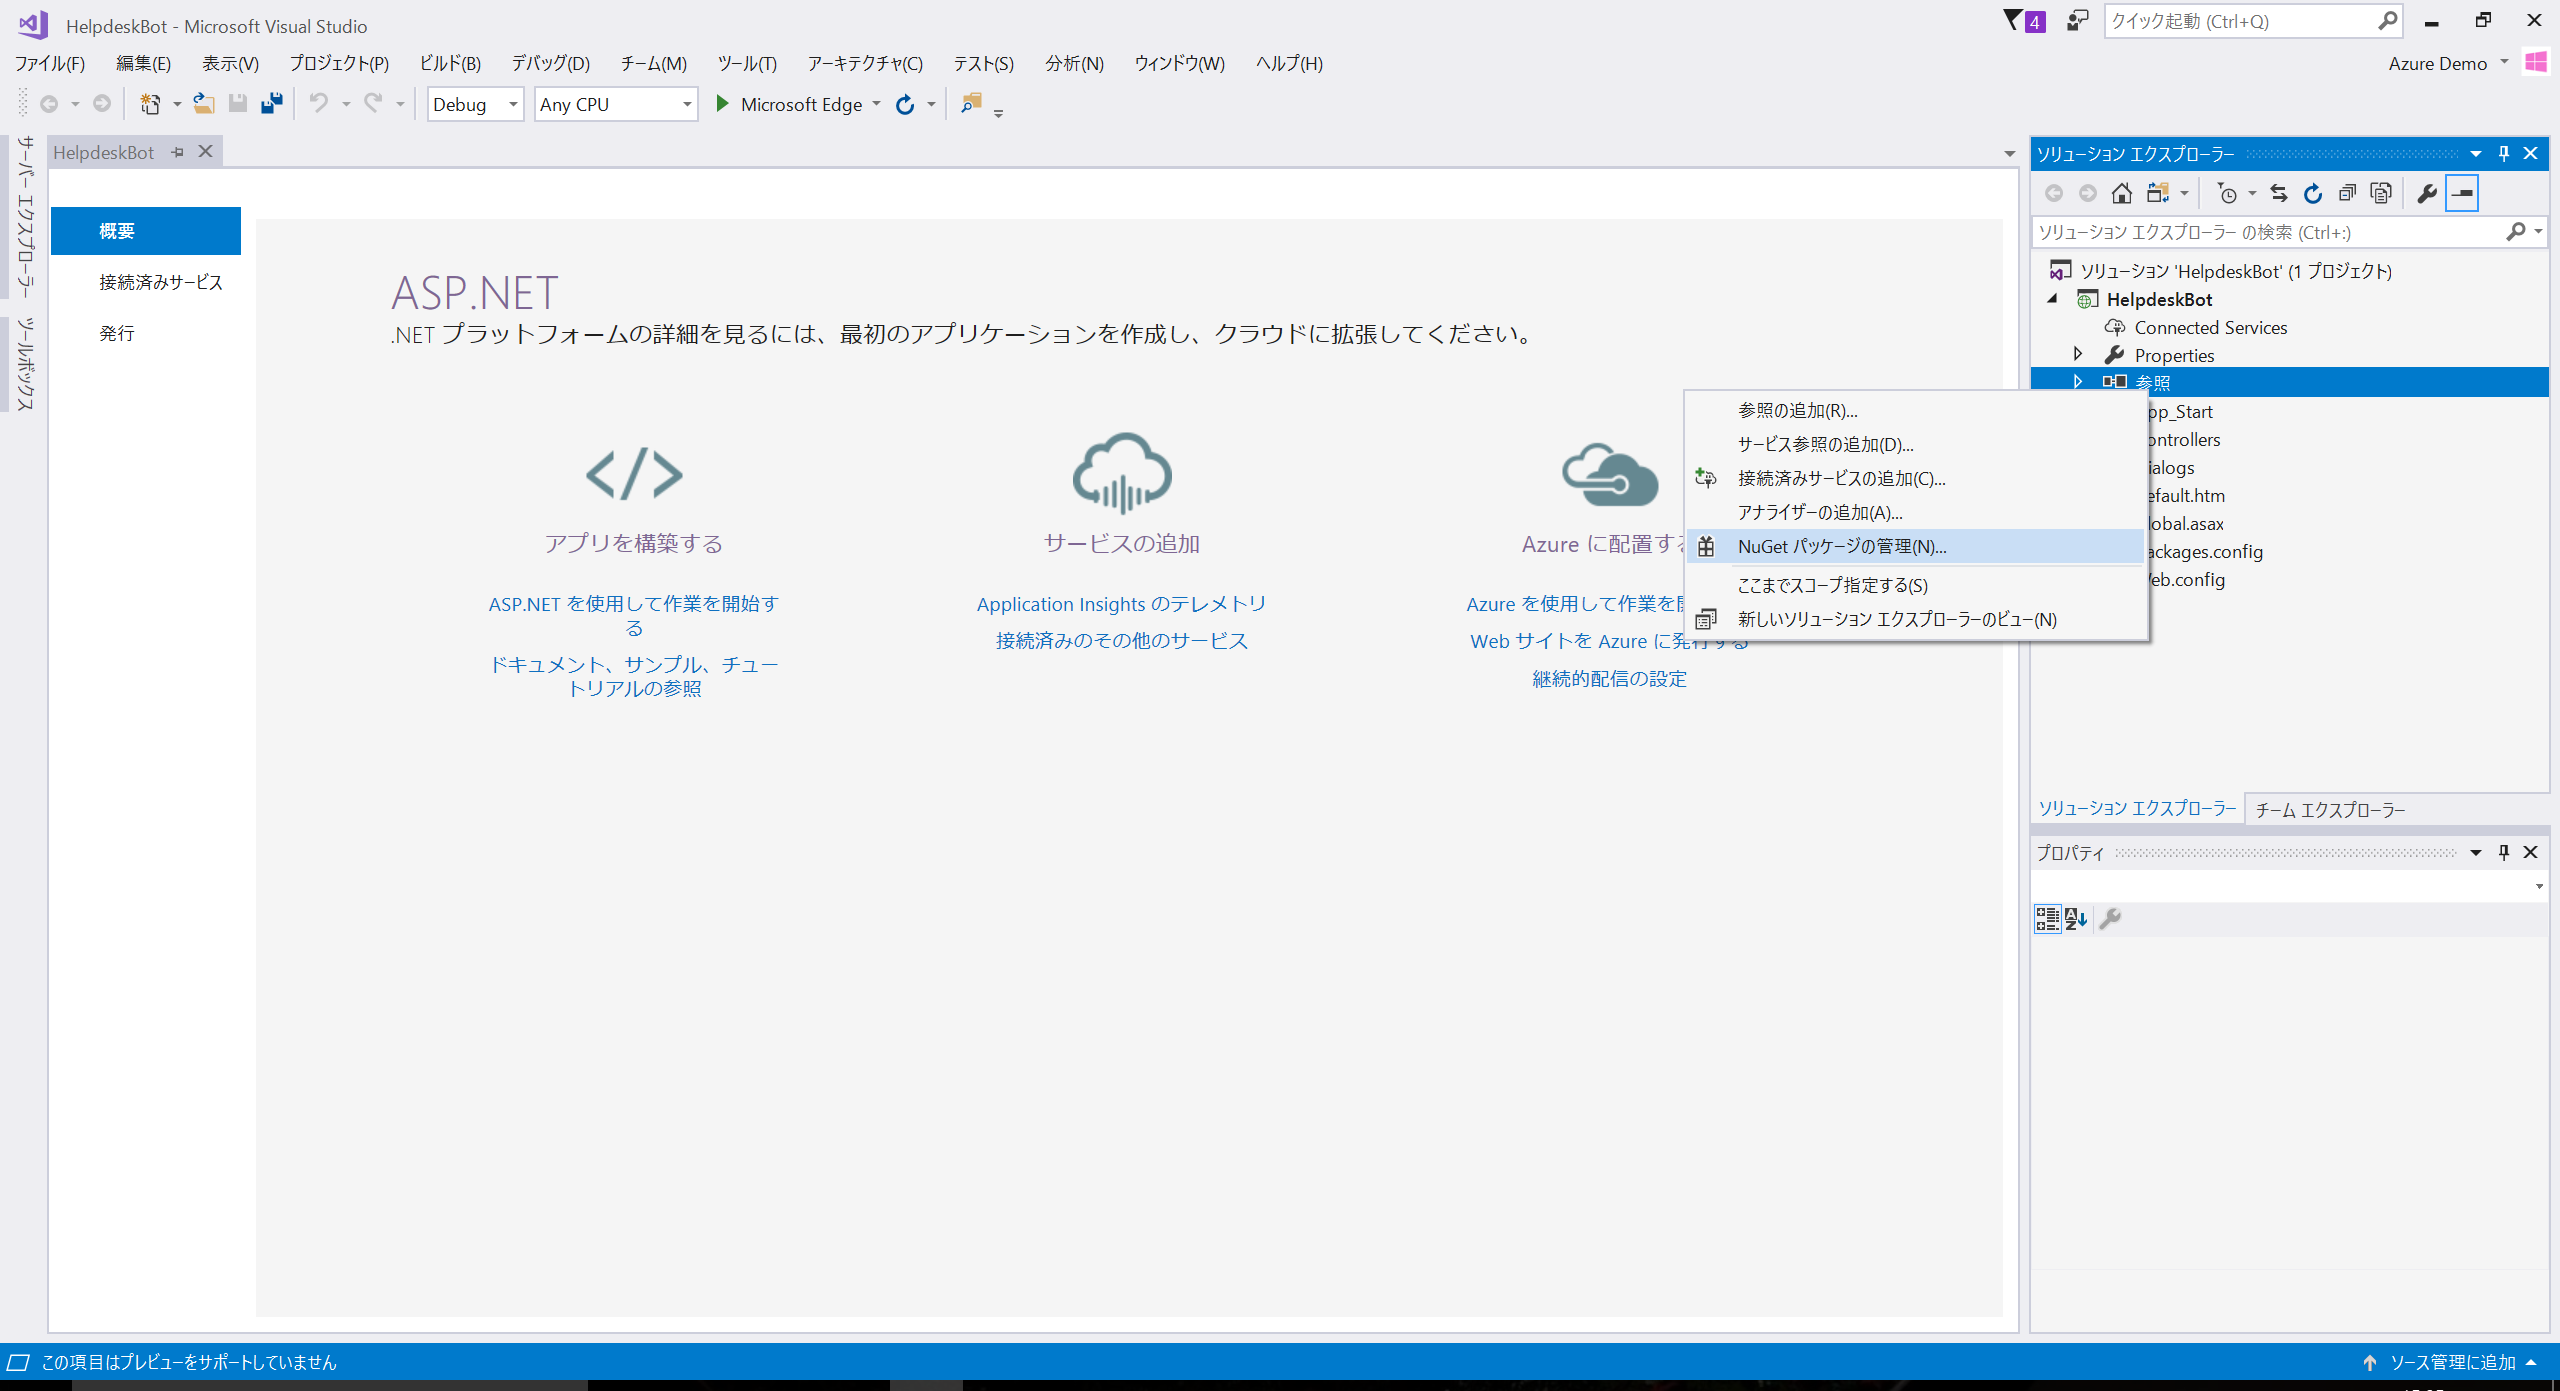 HelpdeskBot - Microsoft Visual Studio
4
クイック起動 (Ctrl+Q)
ファイル(F) 編集(E) 表示(V) プロジェクト(P) ビルド(B) デバッグ(D) チーム(M) ツール(T) アーキテクチャ(C) テスト(S) 分析(N) ウィンドウ(W) ヘルプ(H)
Azure Demo
Debug Any CPU Microsoft Edge
サーバー エクスプローラー
ツールボックス
HelpdeskBot
概要
接続済みサービス
発行
ASP.NET
.NET プラットフォームの詳細を見るには、最初のアプリケーションを作成し、クラウドに拡張してください。
アプリを構築する
ASP.NET を使用して作業を開始す
る
ドキュメント、サンプル、チュー
トリアルの参照
サービスの追加
Application Insights のテレメトリ
接続済みのその他のサービス
Azure に配置する
Azure を使用して作業を
Web サイトを Azure に発行する
継続的配信の設定
参照の追加(R)...
サービス参照の追加(D)...
接続済みサービスの追加(C)...
アナライザーの追加(A)...
NuGet パッケージの管理(N)...
ここまでスコープ指定する(S)
新しいソリューション エクスプローラーのビュー(N)
ソリューション エクスプローラー
ソリューション エクスプローラー の検索 (Ctrl+:)
ソリューション 'HelpdeskBot' (1 プロジェクト)
HelpdeskBot
Connected Services
Properties
参照
pp_Start
ontrollers
ialogs
efault.htm
lobal.asax
ackages.config
eb.config
ソリューション エクスプローラー チーム エクスプローラー
プロパティ
この項目はプレビューをサポートしていません
ソース管理に追加